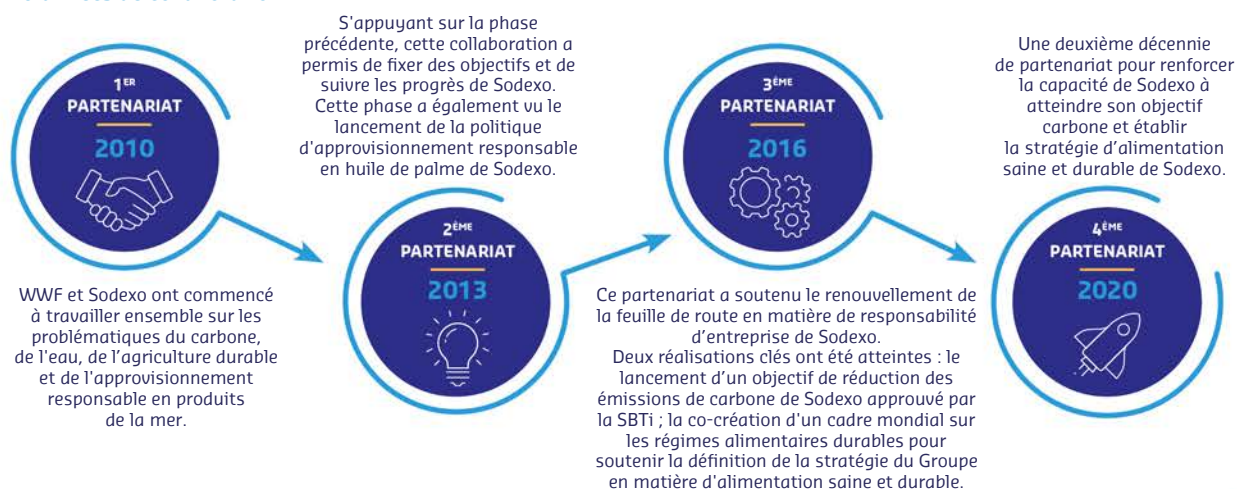 1ER
PARTENARIAT
2010
WWF et Sodexo ont commencé
à travailler ensemble sur les
problématiques du carbone,
de l'eau, de l'agriculture durable
et de l'approvisionnement
responsable en produits
de la mer.
S'appuyant sur la phase
précédente, cette collaboration a
permis de fixer des objectifs et de
suivre les progrès de Sodexo.
Cette phase a également vu le
lancement de la politique
d'approvisionnement responsable
en huile de palme de Sodexo.
2ÈME
PARTENARIAT
2013
3ÈME
PARTENARIAT
2016
Ce partenariat a soutenu le renouvellement de
la feuille de route en matière de responsabilité
d'entreprise de Sodexo.
Deux réalisations clés ont été atteintes : le
lancement d'un objectif de réduction des
émissions de carbone de Sodexo approuvé par
la SBTi ; la co-création d'un cadre mondial sur
les régimes alimentaires durables pour
soutenir la définition de la stratégie du Groupe
en matière d'alimentation saine et durable.
Une deuxième décennie
de partenariat pour renforcer
la capacité de Sodexo à
atteindre son objectif
carbone et établir
la stratégie d'alimentation
saine et durable de Sodexo.
4ÈME
PARTENARIAT
2020